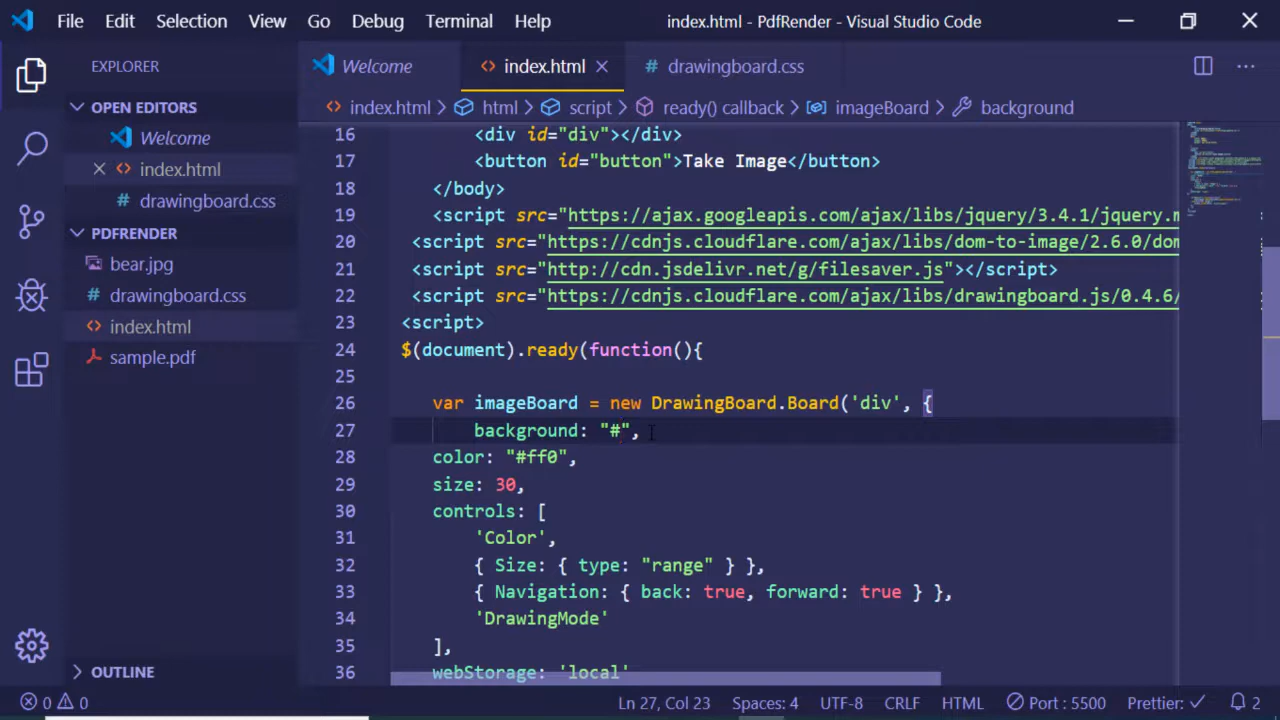 File Edit Selection View Go Debug Terminal Help index.html - PdfRender - Visual Studio Code
EXPLORER
OPEN EDITORS
Welcome
index.html
drawingboard.css
PDFRENDER
bear.jpg
drawingboard.css
index.html
sample.pdf
OUTLINE
Welcome index.html drawingboard.css
index.html > html > script > ready() callback > imageBoard > background
16 <div id="div"></div>
17 <button id="button">Take Image</button>
18 </body>
19 <script src="https://ajax.googleapis.com/ajax/libs/jquery/3.4.1/jquery.m
20 <script src="https://cdnjs.cloudflare.com/ajax/libs/dom-to-image/2.6.0/dom
21 <script src="http://cdn.jsdelivr.net/g/filesaver.js"></script>
22 <script src="https://cdnjs.cloudflare.com/ajax/libs/drawingboard.js/0.4.6/
23 <script>
24 $(document).ready(function(){
25
26 var imageBoard = new DrawingBoard.Board('div', {
27 background: "#",
28 color: "#ff0",
29 size: 30,
30 controls: [
31 'Color',
32 { Size: { type: "range" } },
33 { Navigation: { back: true, forward: true } },
34 'DrawingMode'
35 ],
36 webStorage: 'local'
0 0 Ln 27, Col 23 Spaces: 4 UTF-8 CRLF HTML Port : 5500 Prettier: ✓ 2